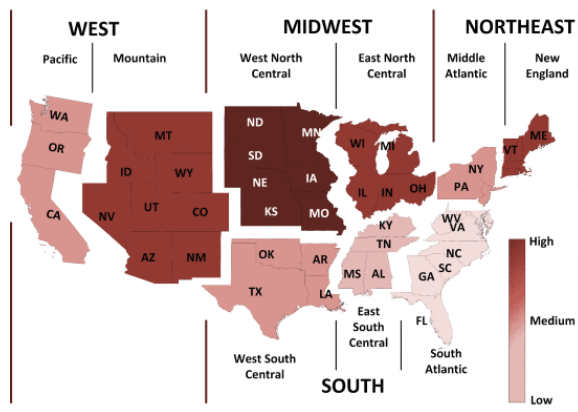 WEST MIDWEST NORTHEAST
Pacific Mountain West North Central East North Central Middle Atlantic New England
WA
OR
CA
MT
ID
WY
NV
UT
CO
AZ
NM
ND
MN
SD
NE
IA
KS
MO
WI
MI
IL
IN
OH
NY
PA
VT
ME
OK
AR
TX
LA
KY
TN
MS
AL
WV
VA
NC
SC
GA
FL
High
Medium
Low
West South Central
East South Central
South Atlantic
SOUTH